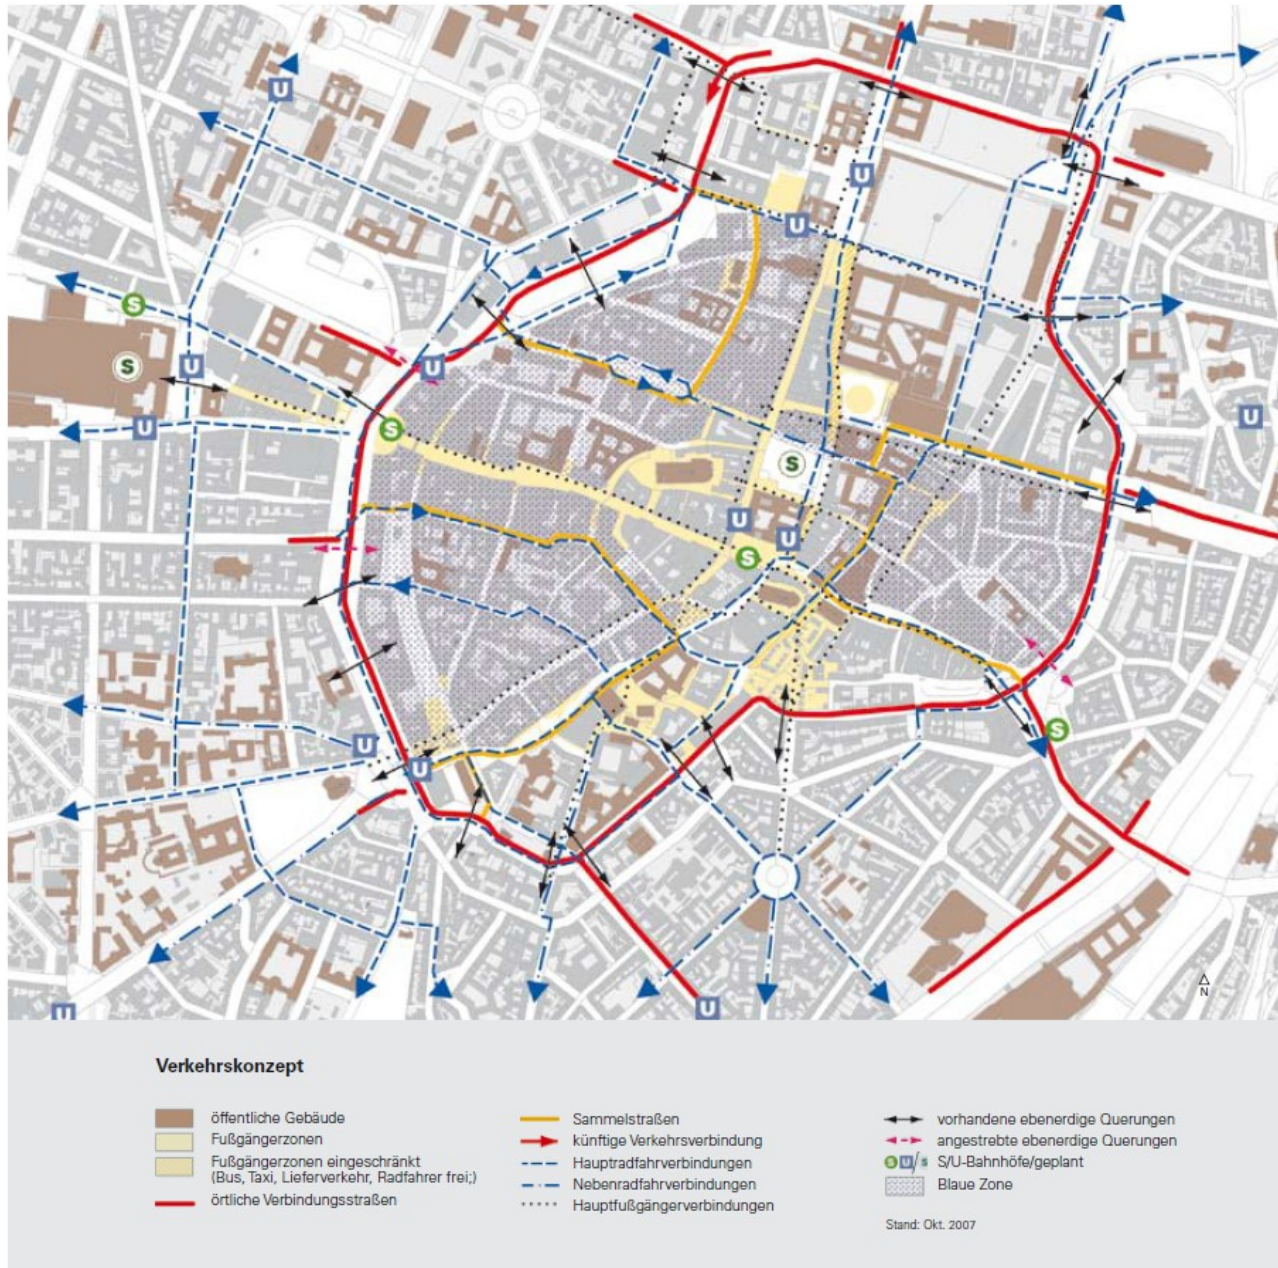 U
U
U
S
S
U
U
U
U
S
S
U
U
S
U
U
S
N
U
U
Verkehrskonzept
öffentliche Gebäude
Fußgängerzonen
Fußgängerzonen eingeschränkt
(Bus, Taxi, Lieferverkehr, Radfahrer frei;)
örtliche Verbindungsstraßen
Sammelstraßen
künftige Verkehrsverbindung
Hauptradfahrverbindungen
Nebenradfahrverbindungen
Hauptfußgängerverbindungen
vorhandene ebenerdige Querungen
angestrebte ebenerdige Querungen
S U / S S/U-Bahnhöfe/geplant
Blaue Zone
Stand: Okt. 2007